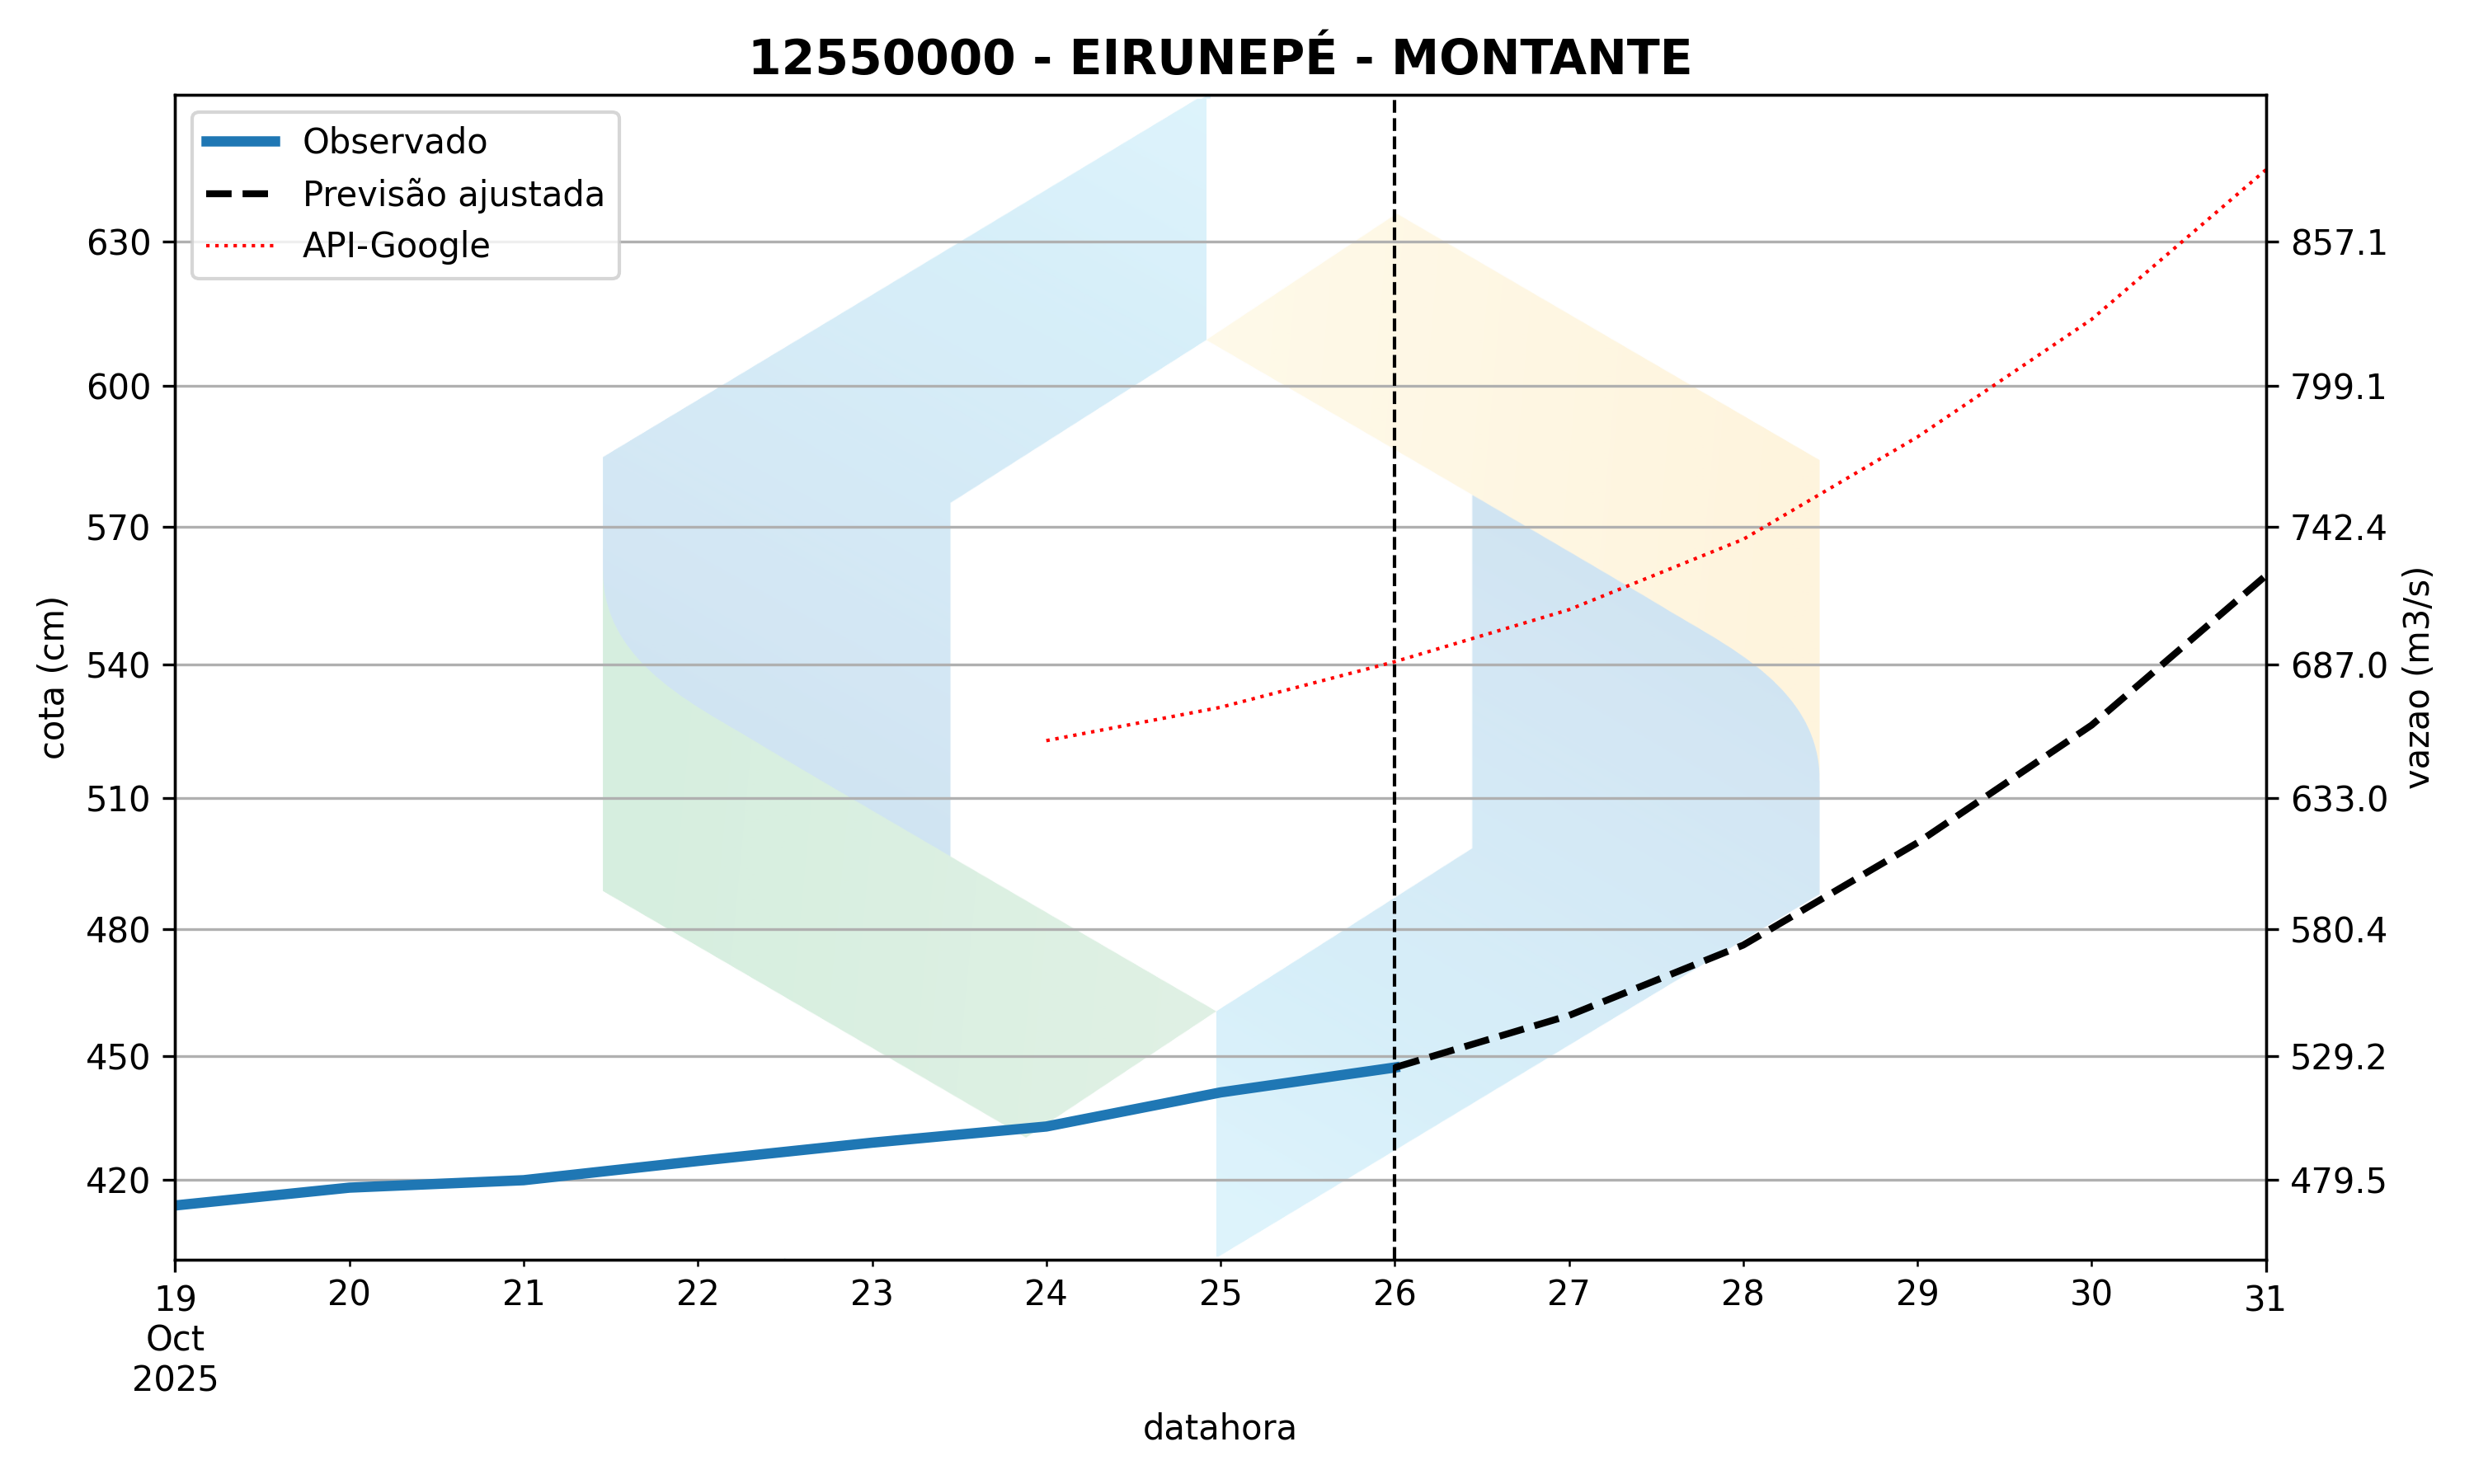 12550000 - EIRUNEPÉ - MONTANTE
Observado
Previsão ajustada
API-Google
630
600
570
540
510
480
450
420
cota (cm)
857.1
799.1
742.4
687.0
633.0
580.4
529.2
479.5
vazao (m3/s)
19 20 21 22 23 24 25 26 27 28 29 30 31
Oct
2025
datahora